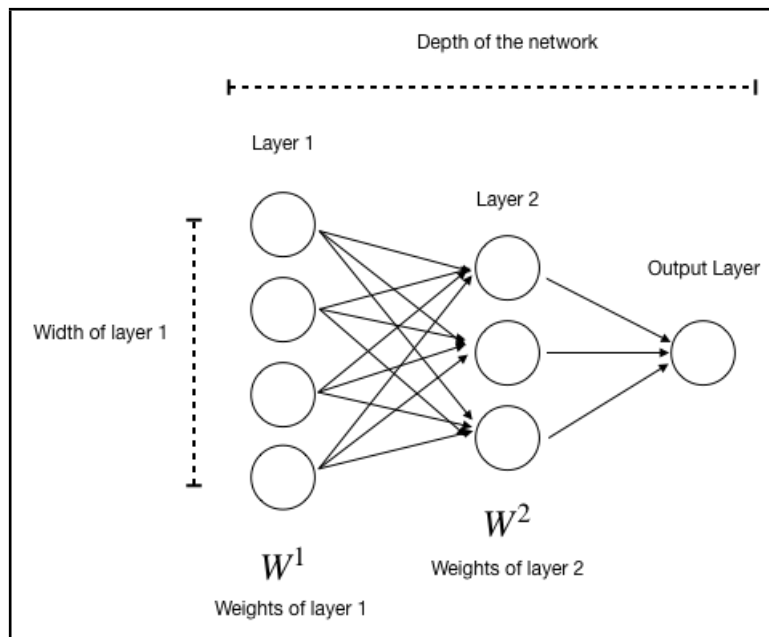 Depth of the network
Layer 1
Layer 2
Output Layer
Width of layer 1
W¹
W²
Weights of layer 1
Weights of layer 2